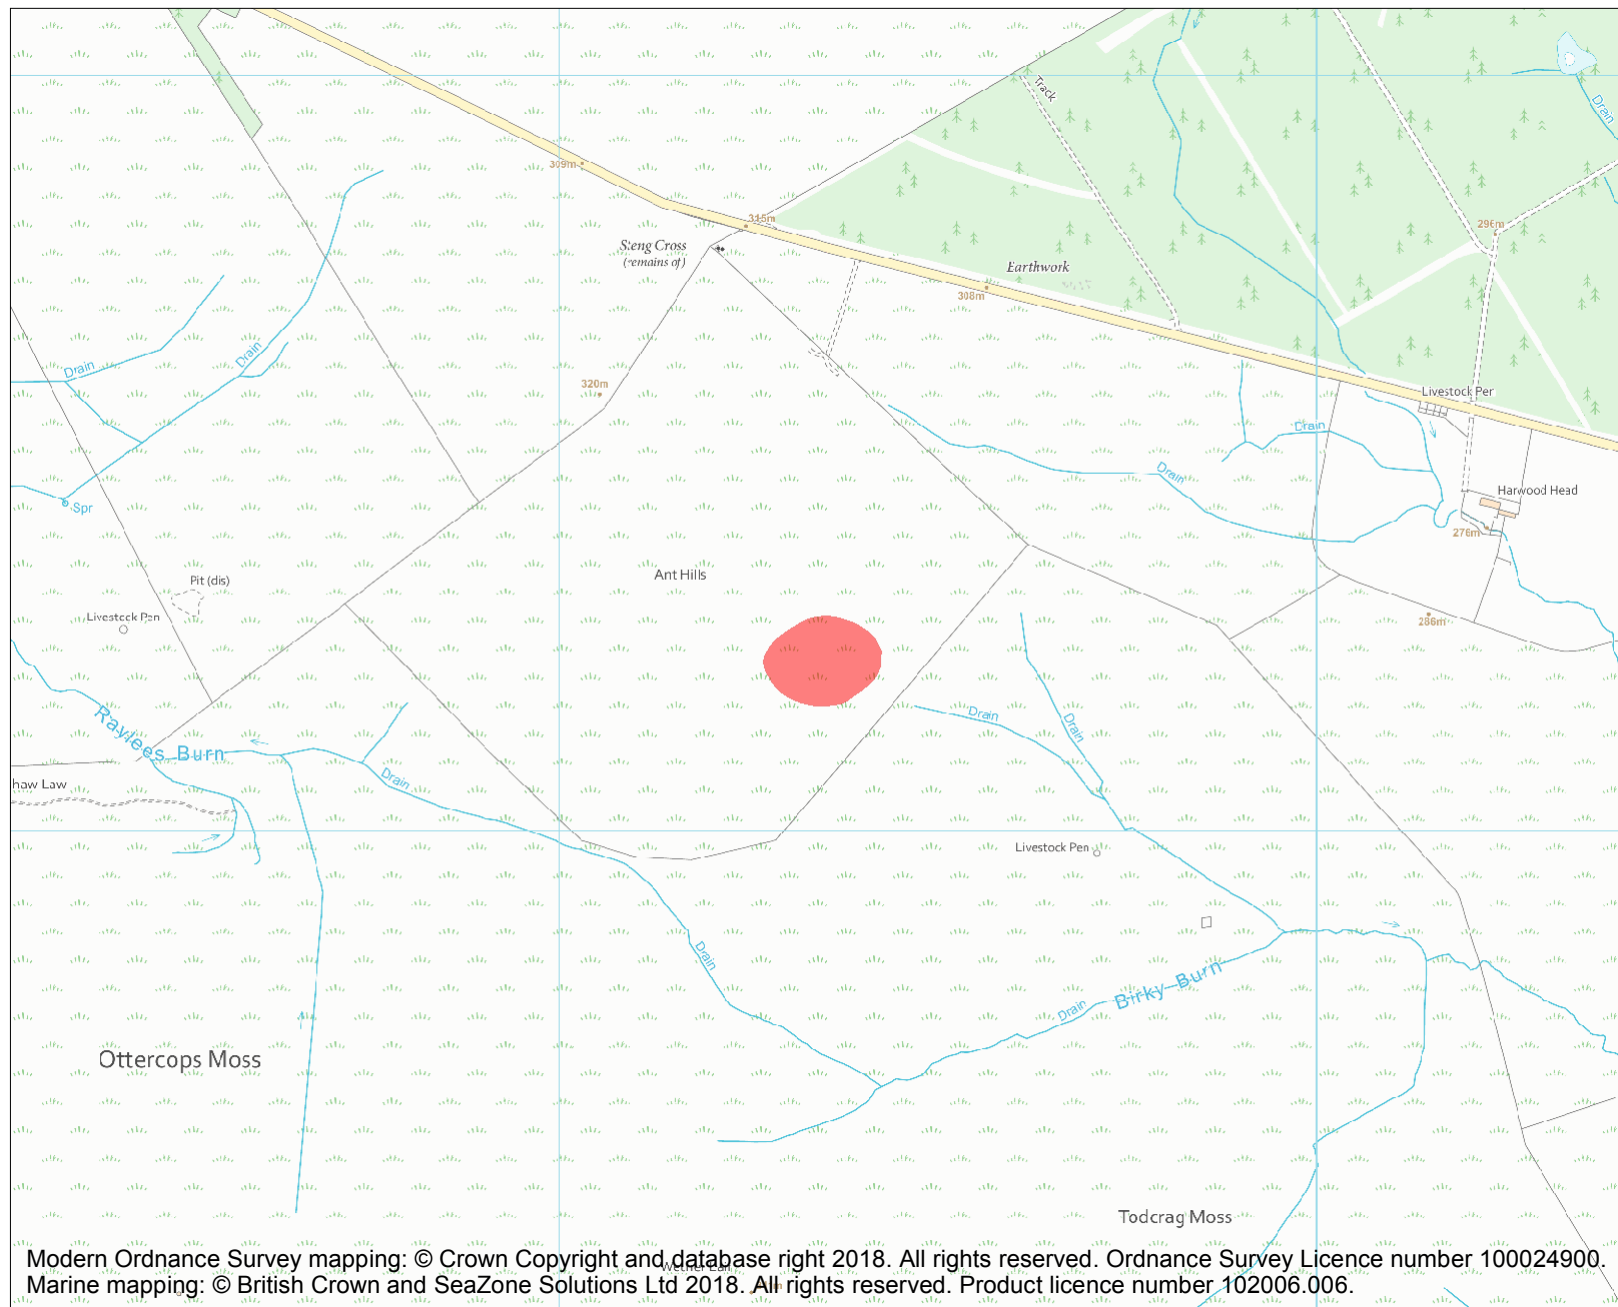 Track
Drain
309m
315m
Steng Cross
(remains of)
296m
Earthwork
308m
Drain
Drain
320m
Livestock Pen
Drain
Drain
Harwood Head
Spr
276m
Ant Hills
Pit (dis)
Livestock Pen
286m
Raylees Burn
Drain
Drain
Drain
haw Law
Livestock Pen
Drain
Birky Burn
Drain
Ottercops Moss
Todcrag Moss
Modern Ordnance Survey mapping: © Crown Copyright and database right 2018. All rights reserved. Ordnance Survey Licence number 100024900.
Marine mapping: © British Crown and SeaZone Solutions Ltd 2018. All rights reserved. Product licence number 102006.006.